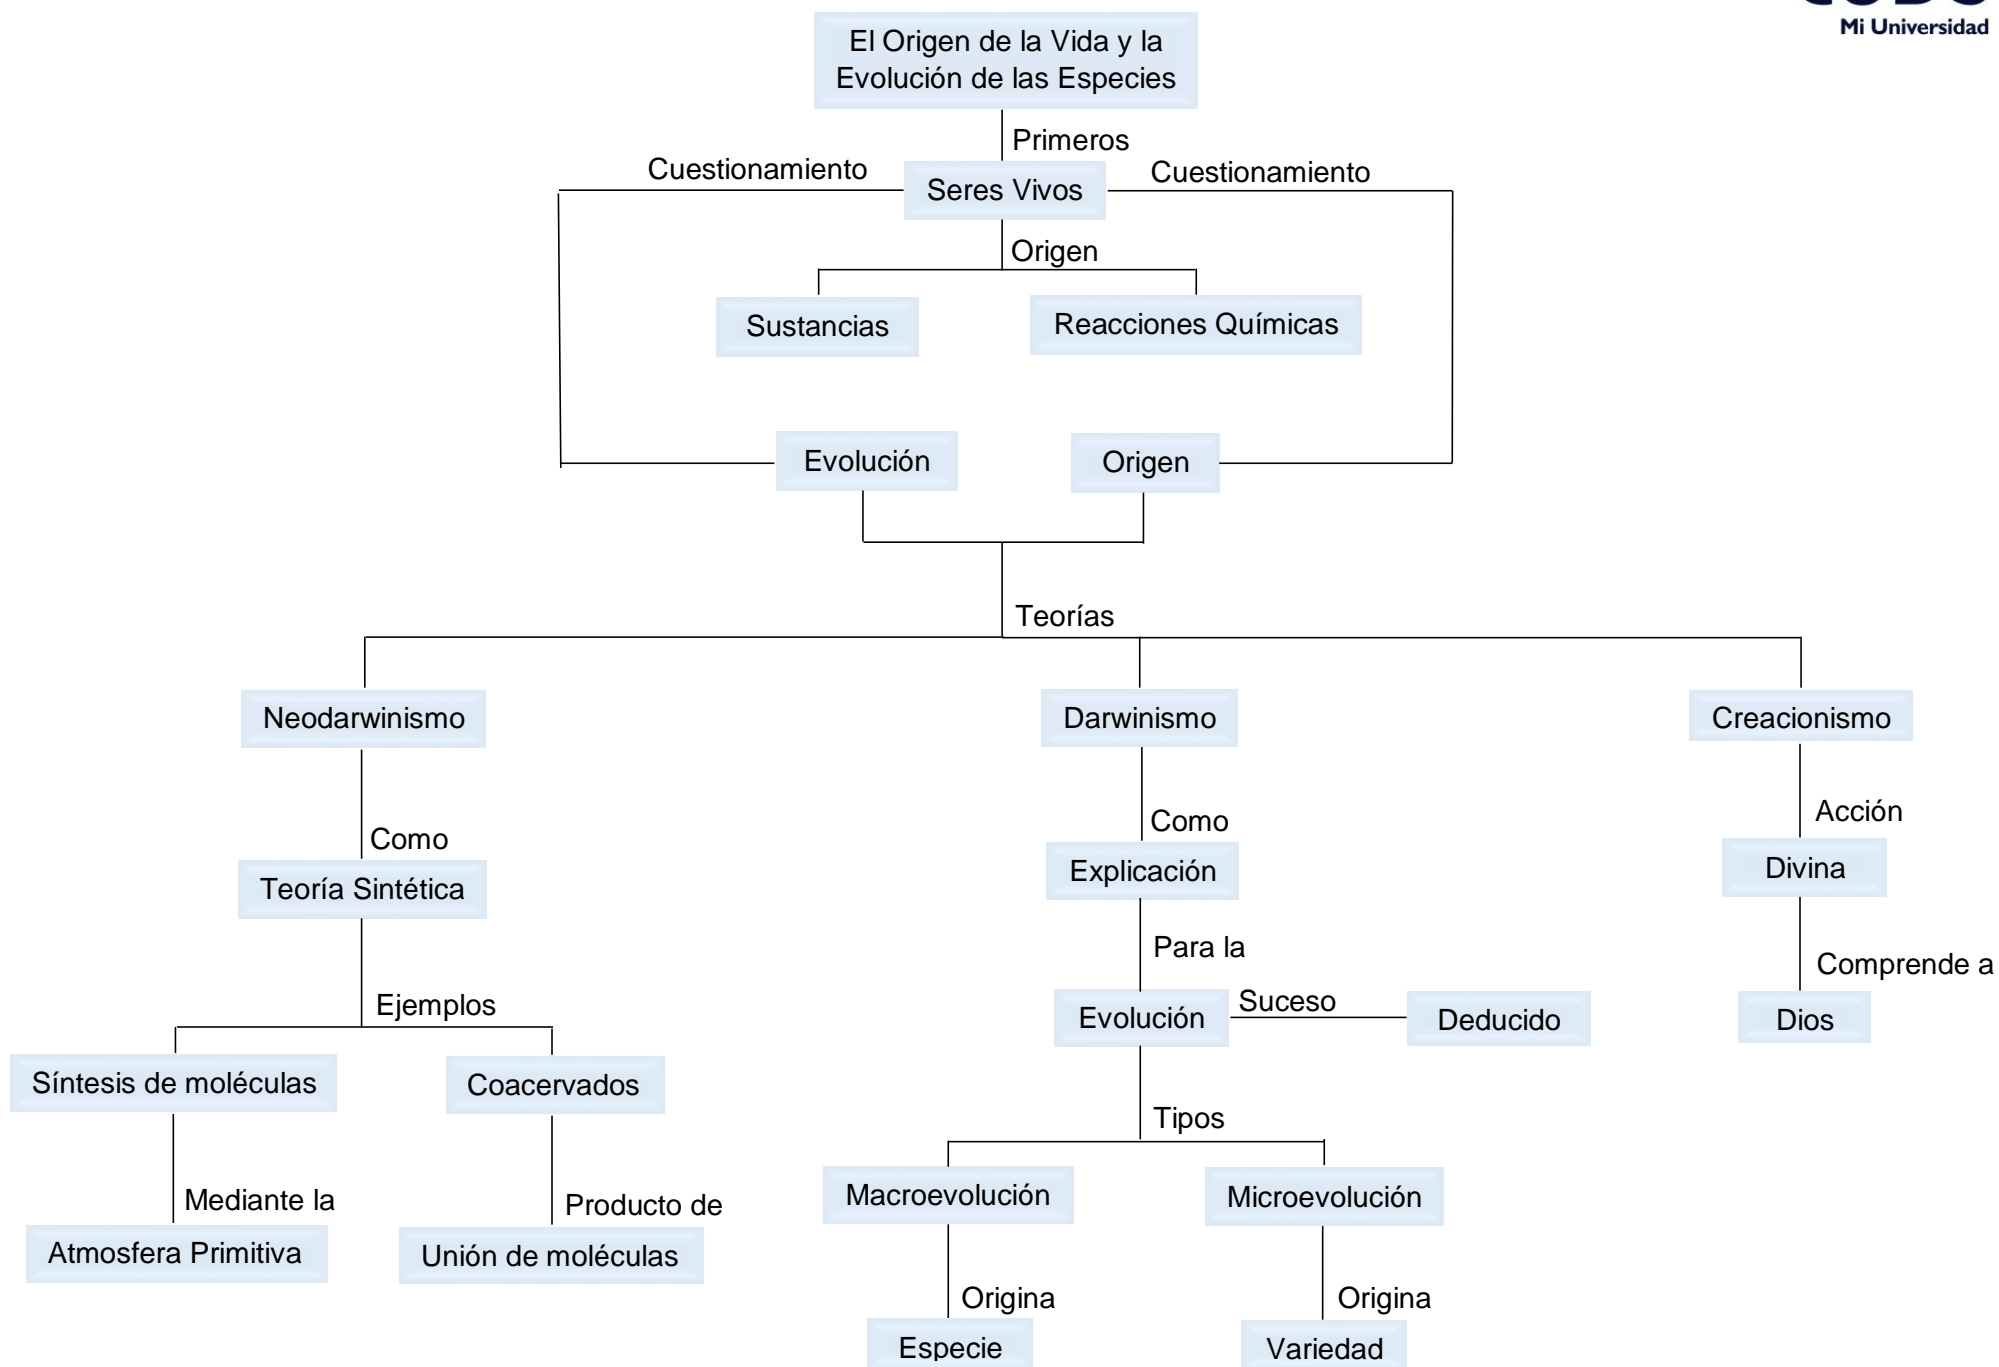 Mi Universidad
El Origen de la Vida y la
Evolución de las Especies
Primeros
Cuestionamiento
Seres Vivos
Cuestionamiento
Origen
Sustancias
Reacciones Químicas
Evolución
Origen
Teorías
Neodarwinismo
Darwinismo
Creacionismo
Como
Como
Acción
Teoría Sintética
Explicación
Divina
Para la
Comprende a
Ejemplos
Evolución
Suceso
Deducido
Dios
Síntesis de moléculas
Coacervados
Tipos
Mediante la
Producto de
Macroevolución
Microevolución
Atmosfera Primitiva
Unión de moléculas
Origina
Origina
Especie
Variedad